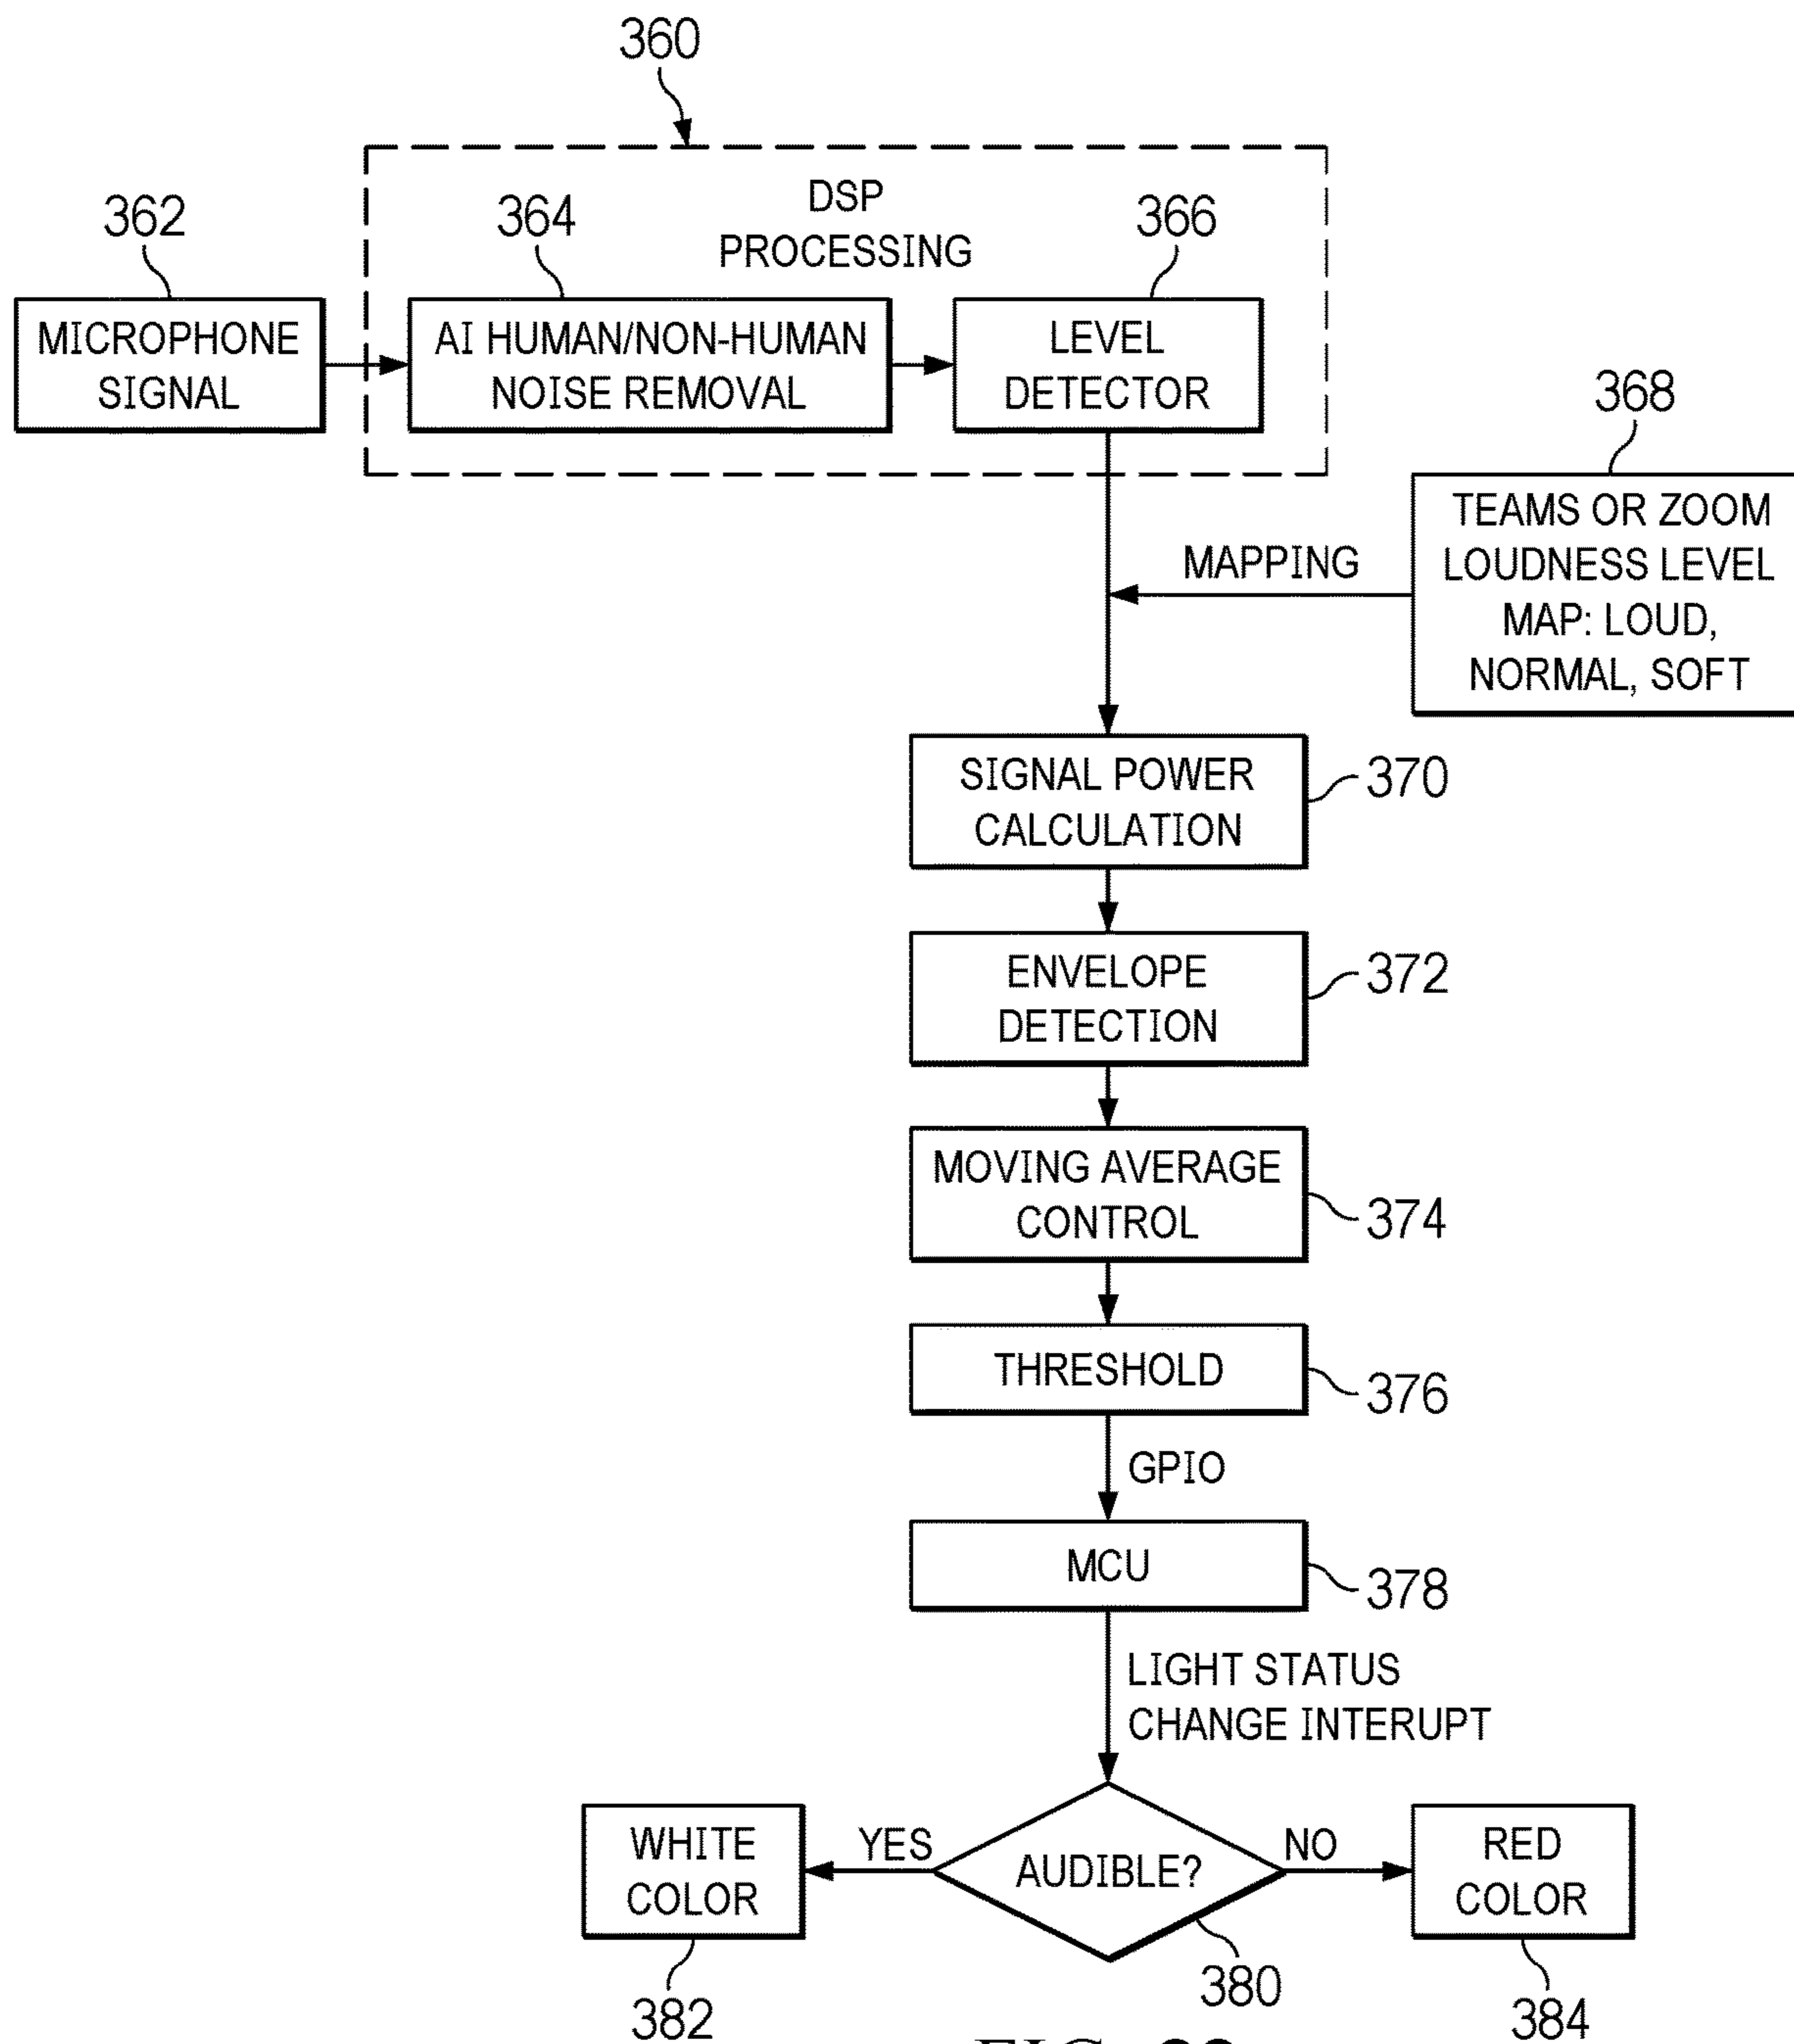 360
DSP
PROCESSING
362
364
366
MICROPHONE
SIGNAL
AI HUMAN/NON-HUMAN
NOISE REMOVAL
LEVEL
DETECTOR
368
TEAMS OR ZOOM
LOUDNESS LEVEL
MAP: LOUD,
NORMAL, SOFT
MAPPING
SIGNAL POWER
CALCULATION
370
ENVELOPE
DETECTION
372
MOVING AVERAGE
CONTROL
374
THRESHOLD
376
GPIO
MCU
378
LIGHT STATUS
CHANGE INTERUPT
WHITE
COLOR
YES
AUDIBLE?
NO
RED
COLOR
382
380
384